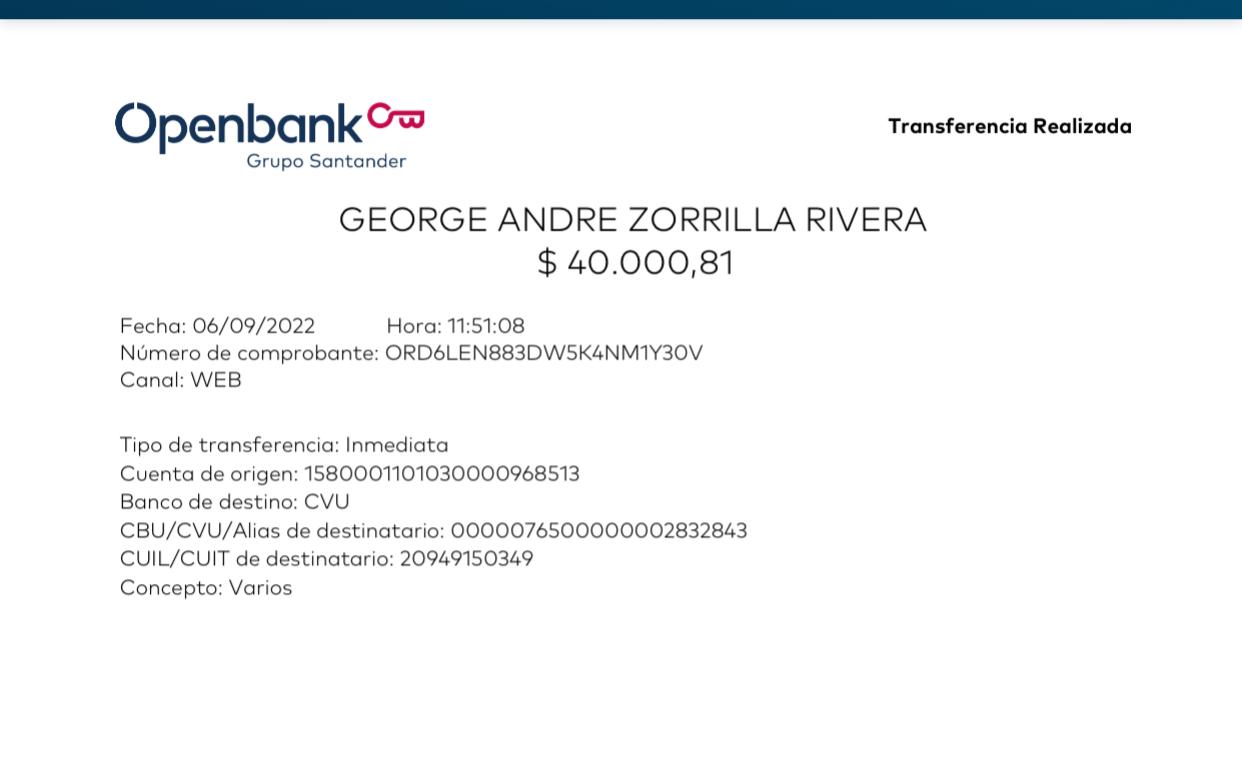 Openbank
Grupo Santander
Transferencia Realizada
GEORGE ANDRE ZORRILLA RIVERA
$ 40.000,81
Fecha: 06/09/2022 Hora: 11:51:08
Número de comprobante: ORD6LEN883DW5K4NM1Y30V
Canal: WEB
Tipo de transferencia: Inmediata
Cuenta de origen: 1580001101030000968513
Banco de destino: CVU
CBU/CVU/Alias de destinatario: 0000076500000002832843
CUIL/CUIT de destinatario: 20949150349
Concepto: Varios